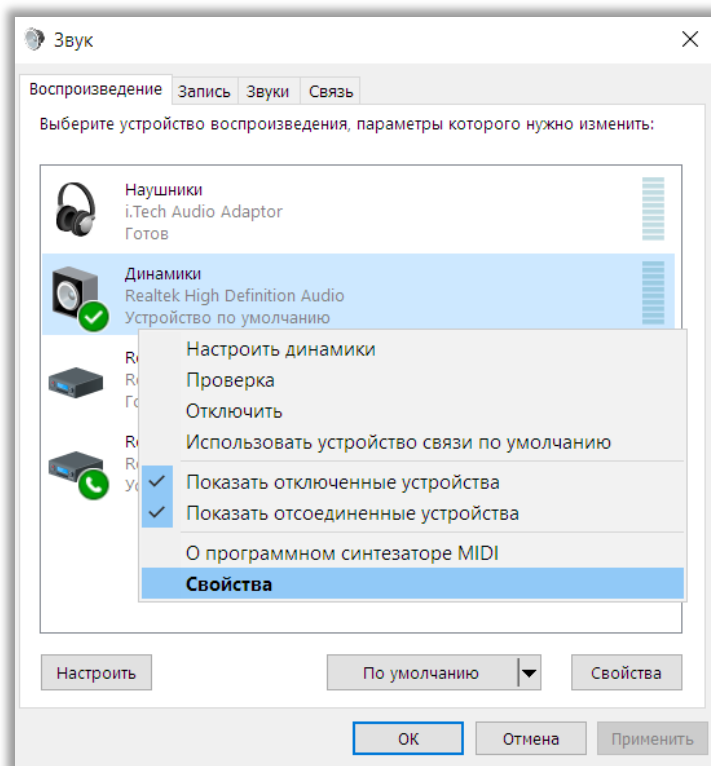 Звук
Воспроизведение Запись Звуки Связь
Выберите устройство воспроизведения, параметры которого нужно изменить:
Наушники
i.Tech Audio Adaptor
Готов
Динамики
Realtek High Definition Audio
Устройство по умолчанию
Настроить динамики
Проверка
Отключить
Использовать устройство связи по умолчанию
Показать отключенные устройства
Показать отсоединенные устройства
О программном синтезаторе MIDI
Свойства
Настроить По умолчанию Свойства
ОК Отмена Применить